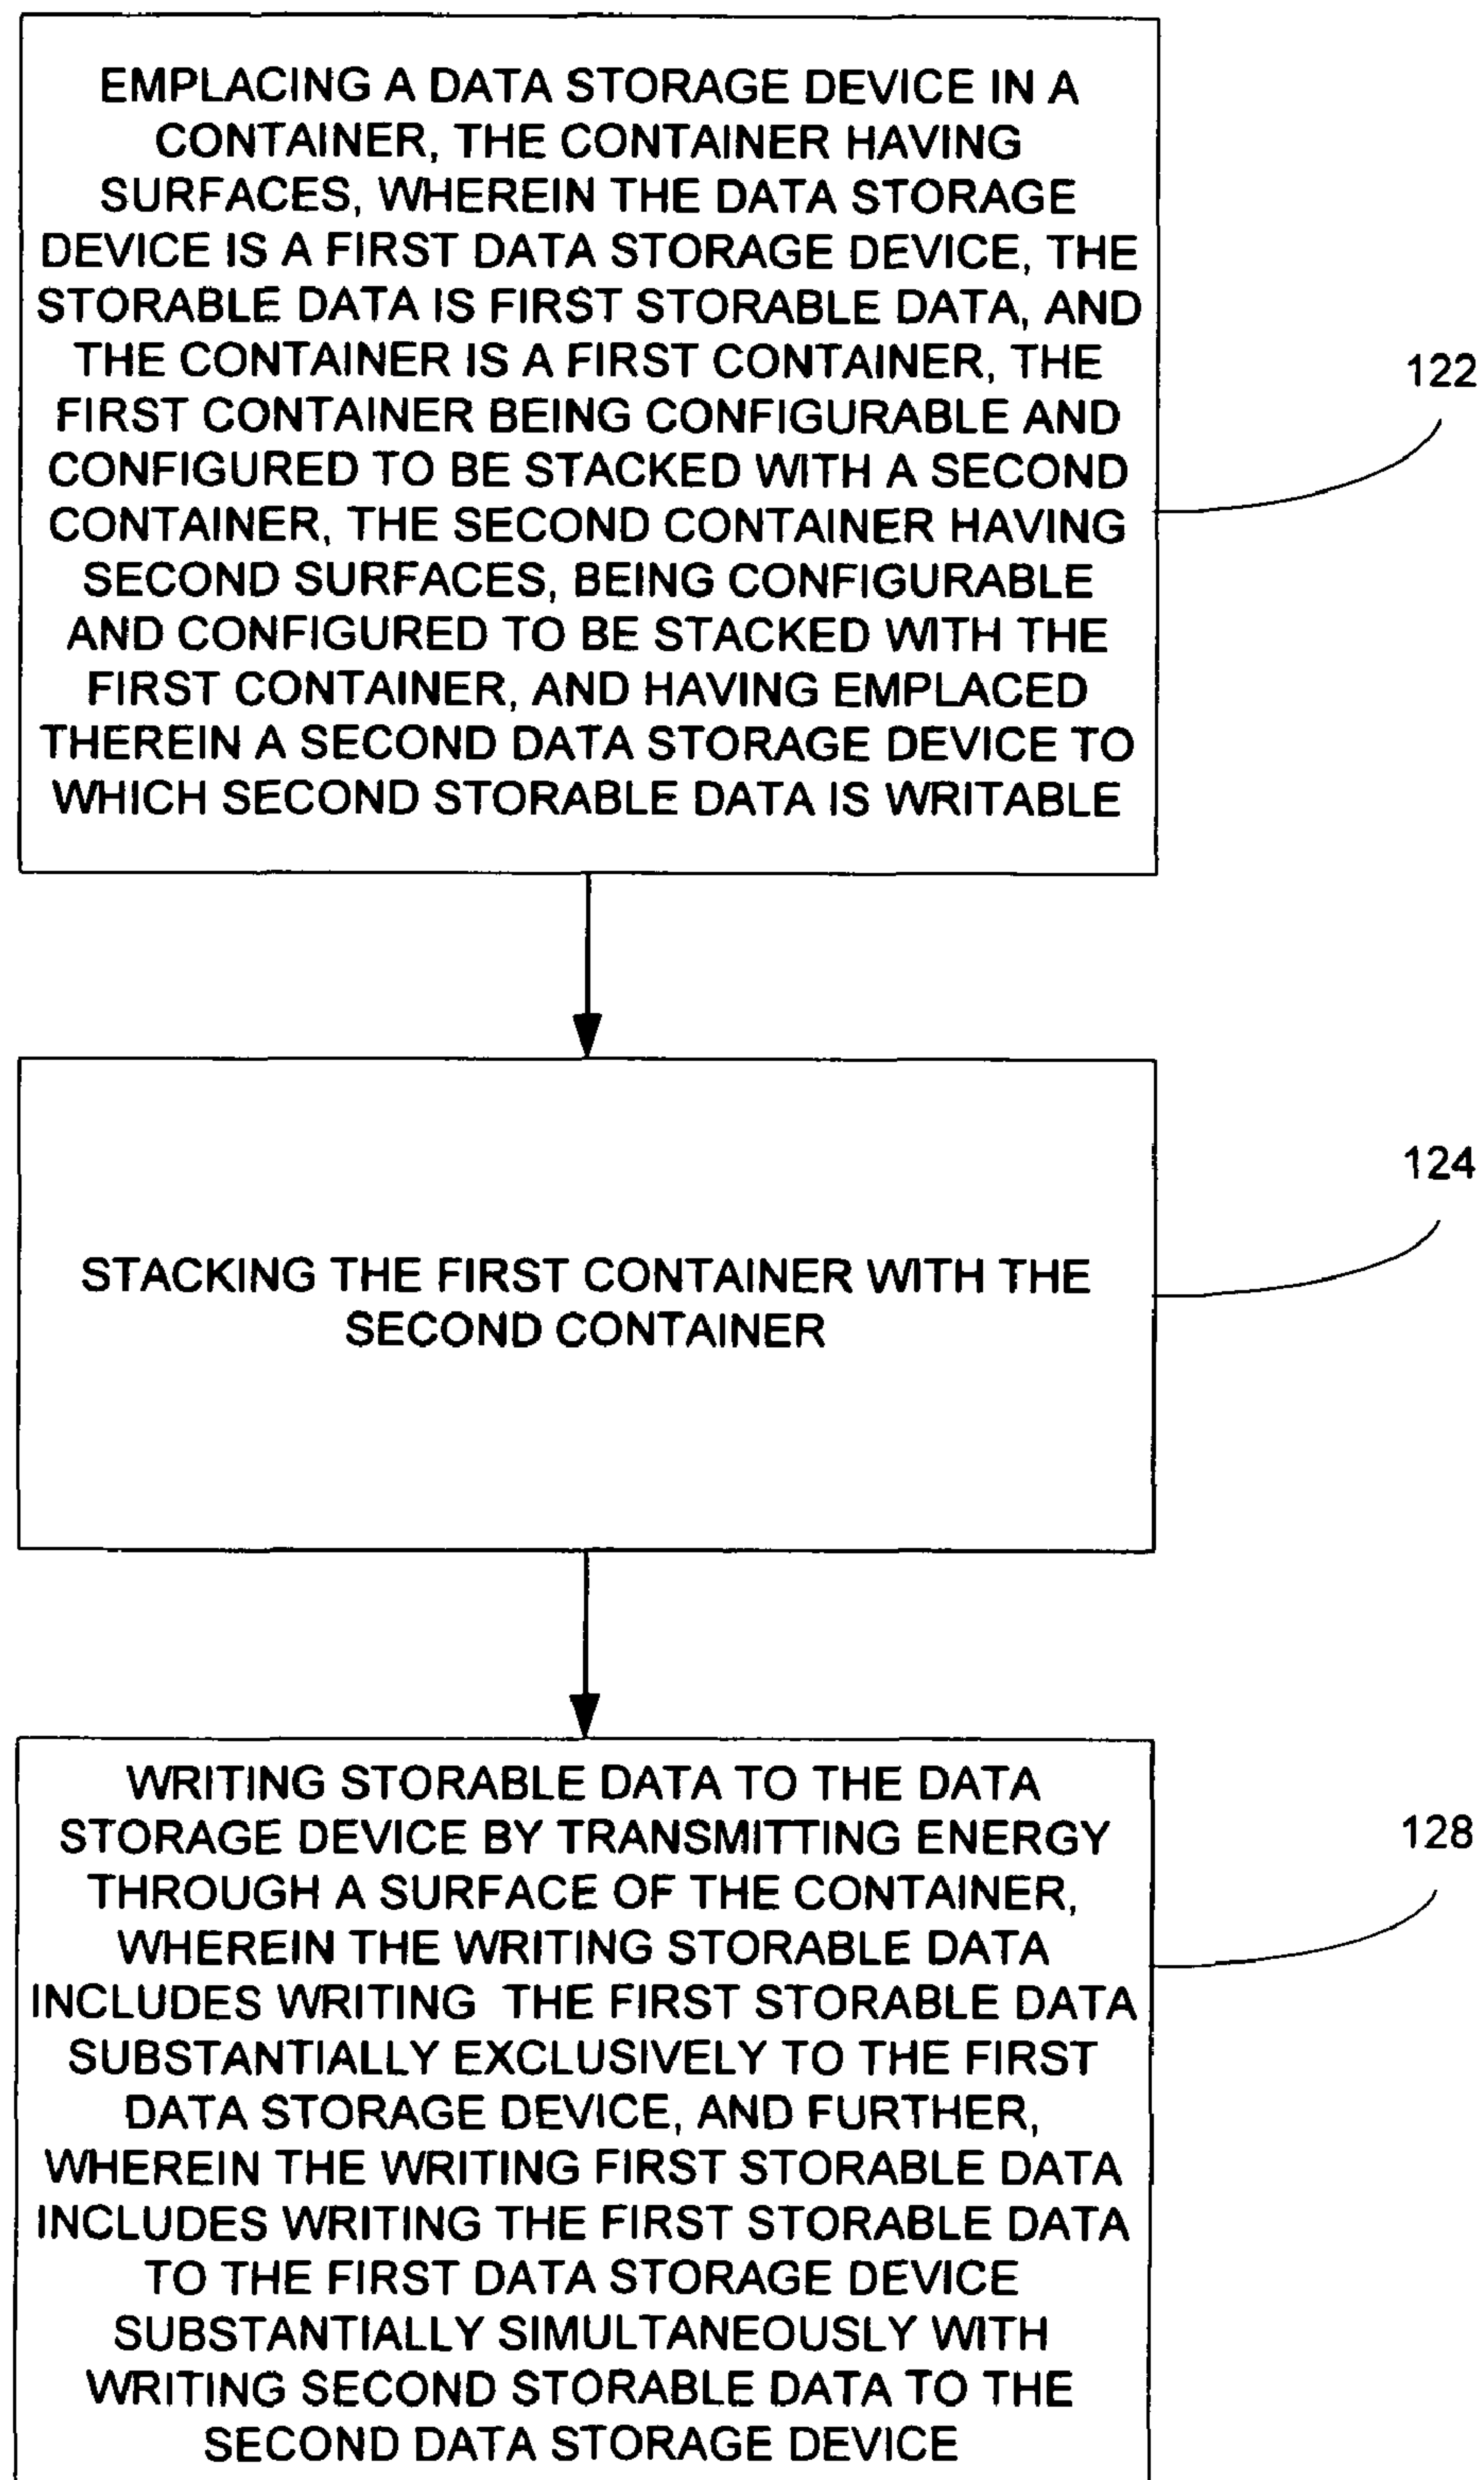 EMPLACING A DATA STORAGE DEVICE IN A
CONTAINER, THE CONTAINER HAVING
SURFACES, WHEREIN THE DATA STORAGE
DEVICE IS A FIRST DATA STORAGE DEVICE, THE
STORABLE DATA IS FIRST STORABLE DATA, AND
THE CONTAINER IS A FIRST CONTAINER, THE
FIRST CONTAINER BEING CONFIGURABLE AND
CONFIGURED TO BE STACKED WITH A SECOND
CONTAINER, THE SECOND CONTAINER HAVING
SECOND SURFACES, BEING CONFIGURABLE
AND CONFIGURED TO BE STACKED WITH THE
FIRST CONTAINER, AND HAVING EMPLACED
THEREIN A SECOND DATA STORAGE DEVICE TO
WHICH SECOND STORABLE DATA IS WRITABLE
122
STACKING THE FIRST CONTAINER WITH THE
SECOND CONTAINER
124
WRITING STORABLE DATA TO THE DATA
STORAGE DEVICE BY TRANSMITTING ENERGY
THROUGH A SURFACE OF THE CONTAINER,
WHEREIN THE WRITING STORABLE DATA
INCLUDES WRITING THE FIRST STORABLE DATA
SUBSTANTIALLY EXCLUSIVELY TO THE FIRST
DATA STORAGE DEVICE, AND FURTHER,
WHEREIN THE WRITING FIRST STORABLE DATA
INCLUDES WRITING THE FIRST STORABLE DATA
TO THE FIRST DATA STORAGE DEVICE
SUBSTANTIALLY SIMULTANEOUSLY WITH
WRITING SECOND STORABLE DATA TO THE
SECOND DATA STORAGE DEVICE
128